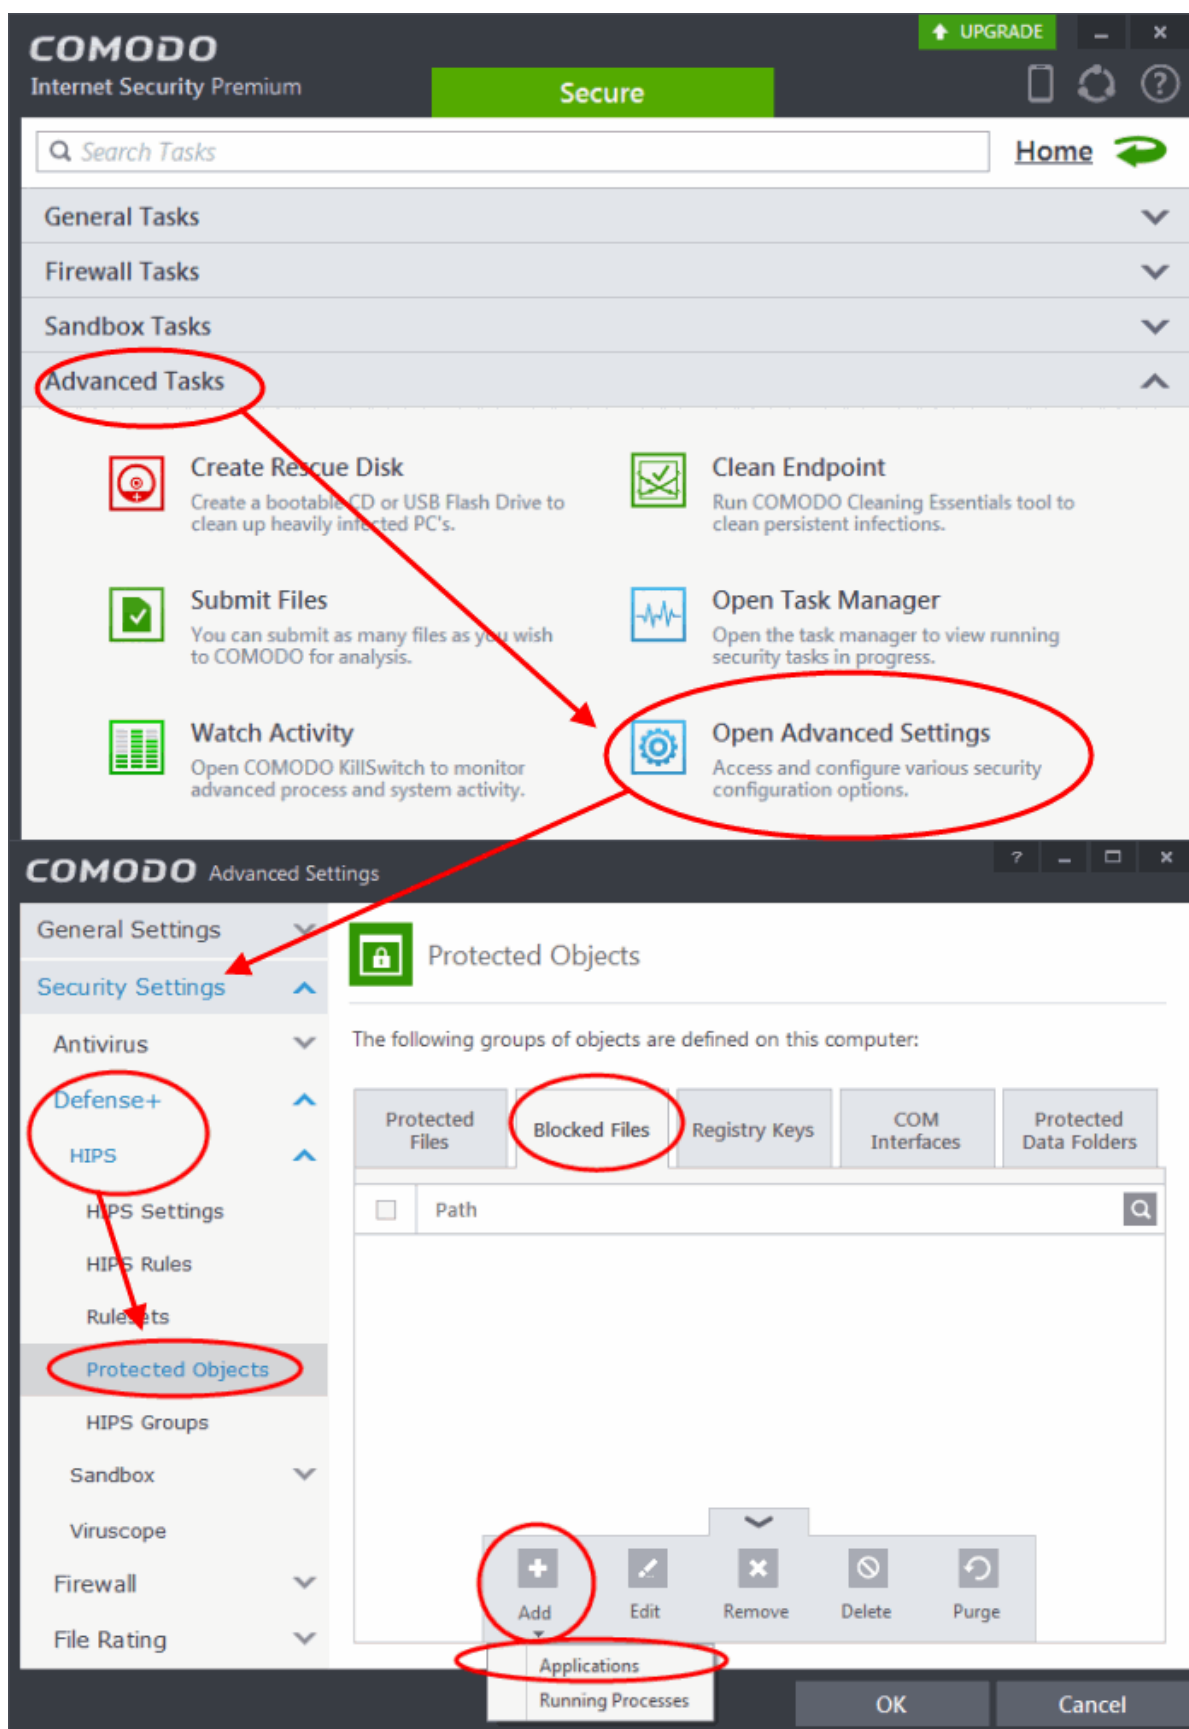 COMODO
Internet Security Premium
UPGRADE
Secure
Search Tasks
Home
General Tasks
Firewall Tasks
Sandbox Tasks
Advanced Tasks
Create Rescue Disk
Create a bootable CD or USB Flash Drive to
clean up heavily infected PC's.
Clean Endpoint
Run COMODO Cleaning Essentials tool to
clean persistent infections.
Submit Files
You can submit as many files as you wish
to COMODO for analysis.
Open Task Manager
Open the task manager to view running
security tasks in progress.
Watch Activity
Open COMODO KillSwitch to monitor
advanced process and system activity.
Open Advanced Settings
Access and configure various security
configuration options.
COMODO Advanced Settings
General Settings
Security Settings
Antivirus
Defense+
HIPS
HIPS Settings
HIPS Rules
Rulesets
Protected Objects
HIPS Groups
Sandbox
Viruscope
Firewall
File Rating
Protected Objects
The following groups of objects are defined on this computer:
Protected
Files
Blocked Files
Registry Keys
COM
Interfaces
Protected
Data Folders
Path
Add
Edit
Remove
Delete
Purge
Applications
Running Processes
OK
Cancel